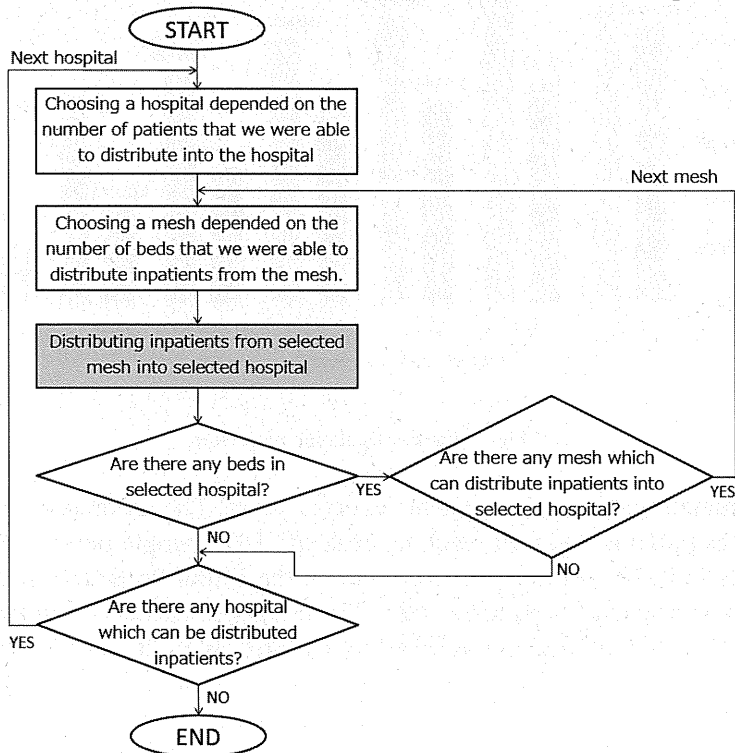 START
Next hospital
Choosing a hospital depended on the
number of patients that we were able
to distribute into the hospital
Next mesh
Choosing a mesh depended on the
number of beds that we were able to
distribute inpatients from the mesh.
Distributing inpatients from selected
mesh into selected hospital
Are there any beds in
selected hospital?
YES
Are there any mesh which
can distribute inpatients into
selected hospital?
YES
NO
NO
Are there any hospital
which can be distributed
inpatients?
YES
NO
END